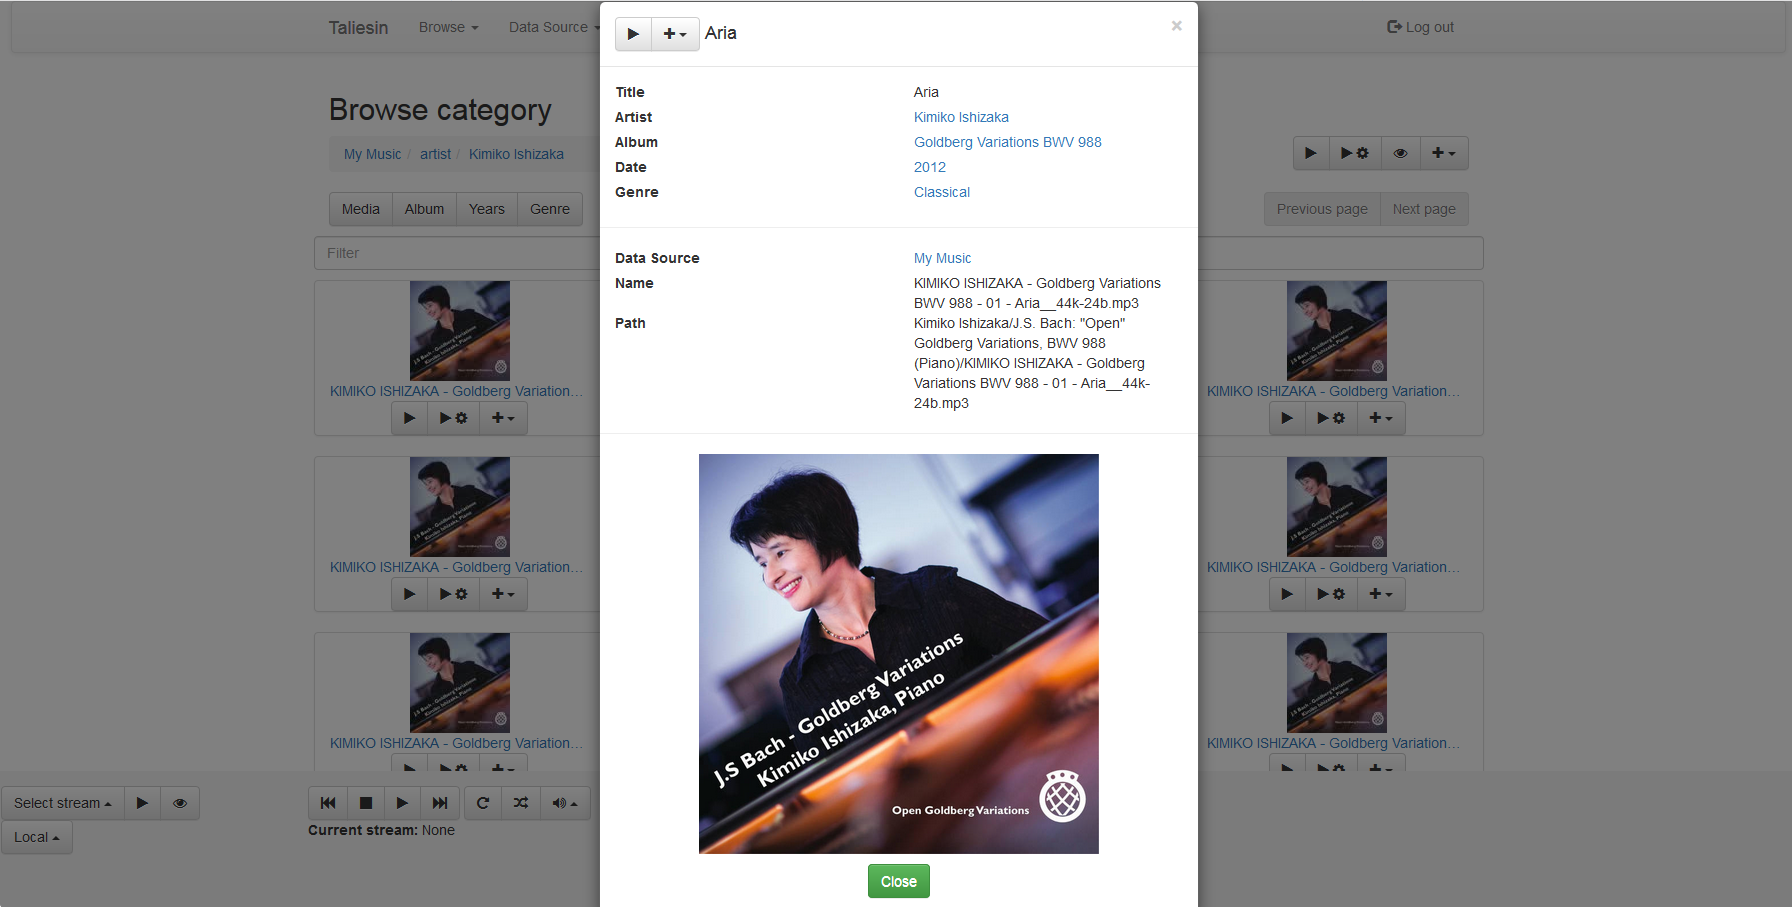 Taliesin
Browse
Data Source
Log out
Browse category
My Music / artist / Kimiko Ishizaka
Media Album Years Genre
Previous page Next page
Filter
KIMIKO ISHIZAKA - Goldberg Variation...
KIMIKO ISHIZAKA - Goldberg Variation...
KIMIKO ISHIZAKA - Goldberg Variation...
KIMIKO ISHIZAKA - Goldberg Variation...
KIMIKO ISHIZAKA - Goldberg Variation...
KIMIKO ISHIZAKA - Goldberg Variation...
Select stream
Local
Current stream: None
Aria
×
Title Aria
Artist Kimiko Ishizaka
Album Goldberg Variations BWV 988
Date 2012
Genre Classical
Data Source My Music
Name KIMIKO ISHIZAKA - Goldberg Variations
BWV 988 - 01 - Aria__44k-24b.mp3
Path Kimiko Ishizaka/J.S. Bach: "Open"
Goldberg Variations, BWV 988
(Piano)/KIMIKO ISHIZAKA - Goldberg
Variations BWV 988 - 01 - Aria__44k-
24b.mp3
J.S Bach - Goldberg Variations
Kimiko Ishizaka, Piano
Open Goldberg Variations
Close